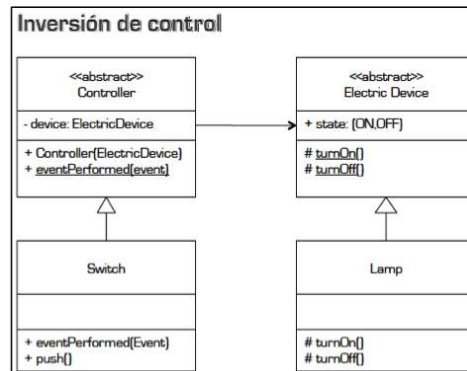 Inversión de control
<<abstract>>
Controller
- device: ElectricDevice
+ Controller(ElectricDevice)
+ eventPerformed(event)
<<abstract>>
Electric Device
+ state: {ON,OFF}
# turnOn()
# turnOff()
Switch
+ eventPerformed(Event)
+ push()
Lamp
# turnOn()
# turnOff()